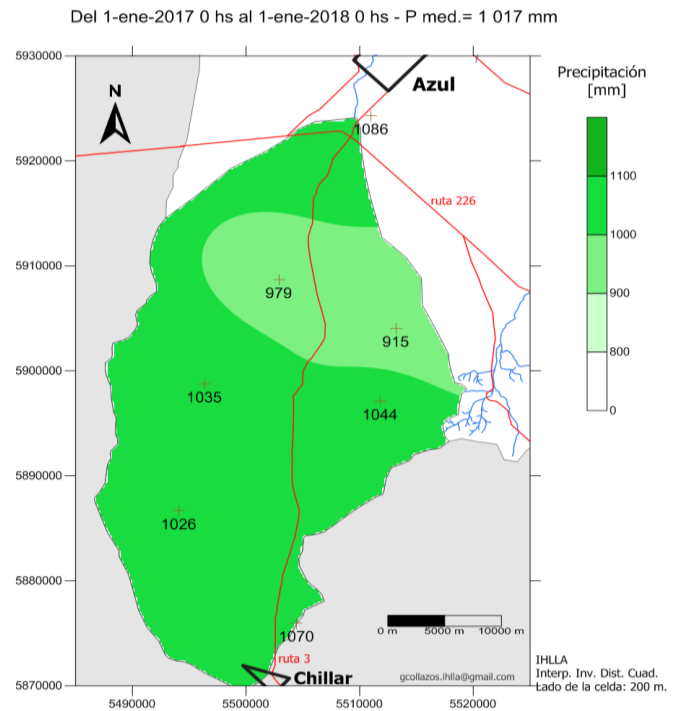 Del 1-ene-2017 0 hs al 1-ene-2018 0 hs - P med.= 1 017 mm
5930000
5920000
5910000
5900000
5890000
5880000
5870000
5490000
5500000
5510000
5520000
N
Azul
1086
ruta 226
979
915
1035
1044
1026
1070
ruta 3
Chillar
0 m 5000 m 10000 m
gcollazos.ihlla@gmail.com
Precipitación
[mm]
1100
1000
900
800
0
IHLLA
Interp. Inv. Dist. Cuad.
Lado de la celda: 200 m.